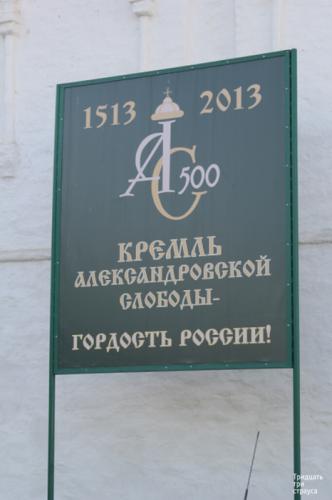 1513 2013
АС 500
КРЕМЛЬ
АЛЕКСАНДРОВСКОЙ
СЛОБОДЫ-
ГОРДОСТЬ РОССИИ!
Тридцать
три
страуса